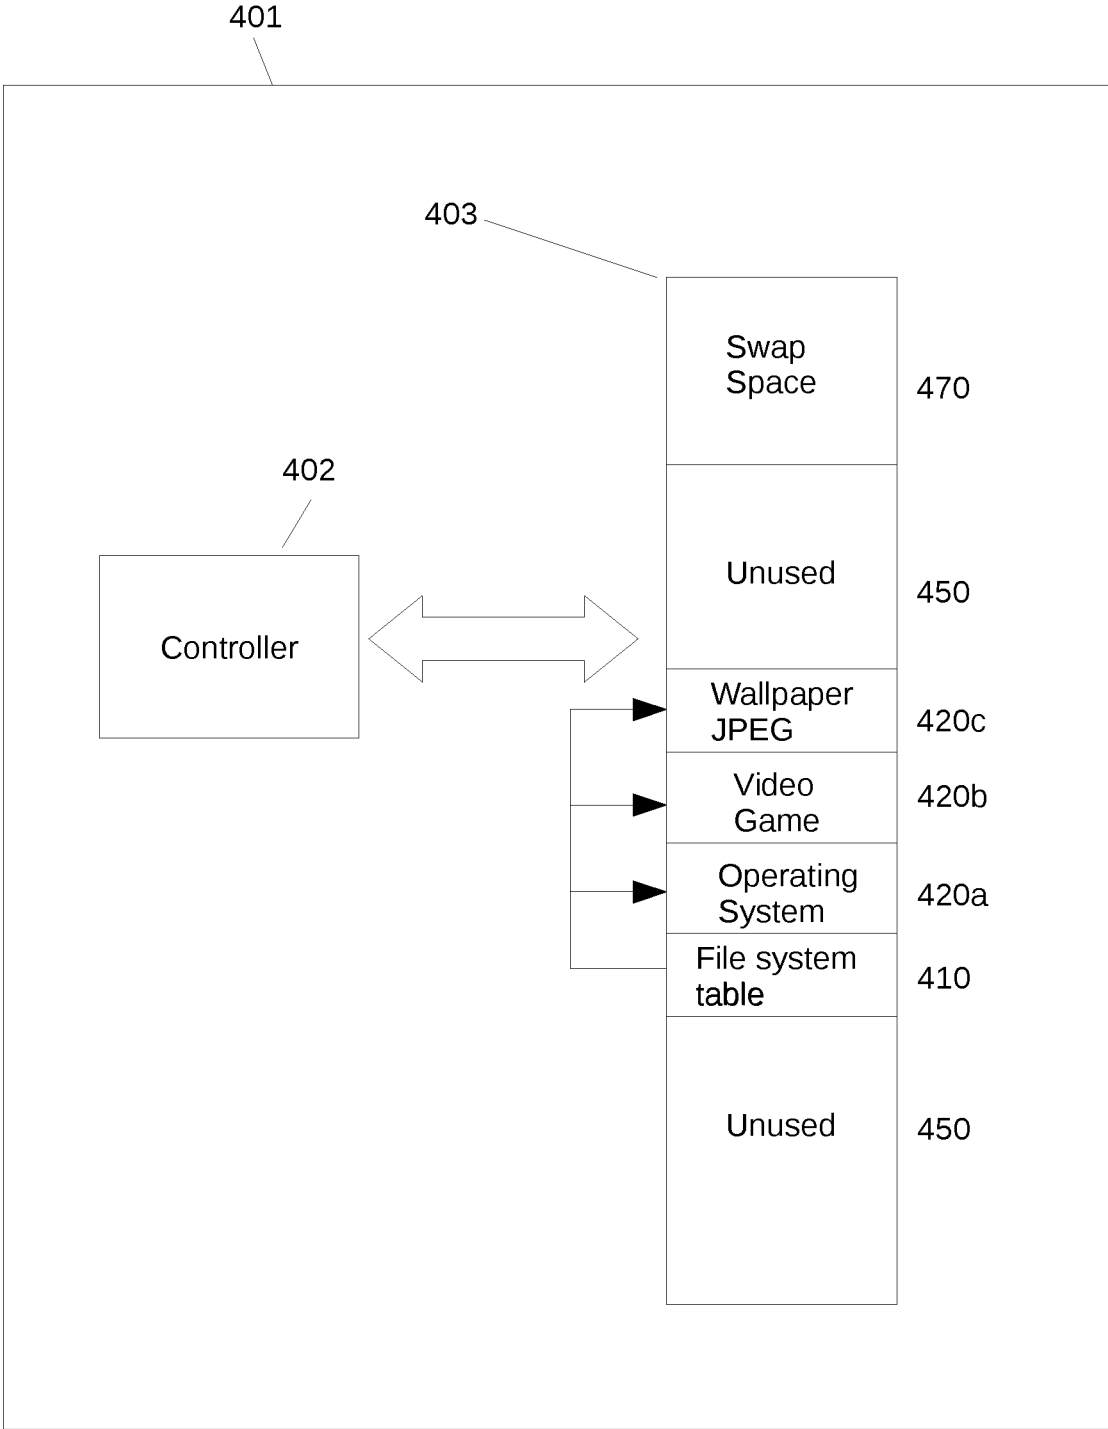 401
403
Swap
Space
470
402
Unused
450
Controller
Wallpaper
JPEG
420c
Video
Game
420b
Operating
System
420a
File system
table
410
Unused
450